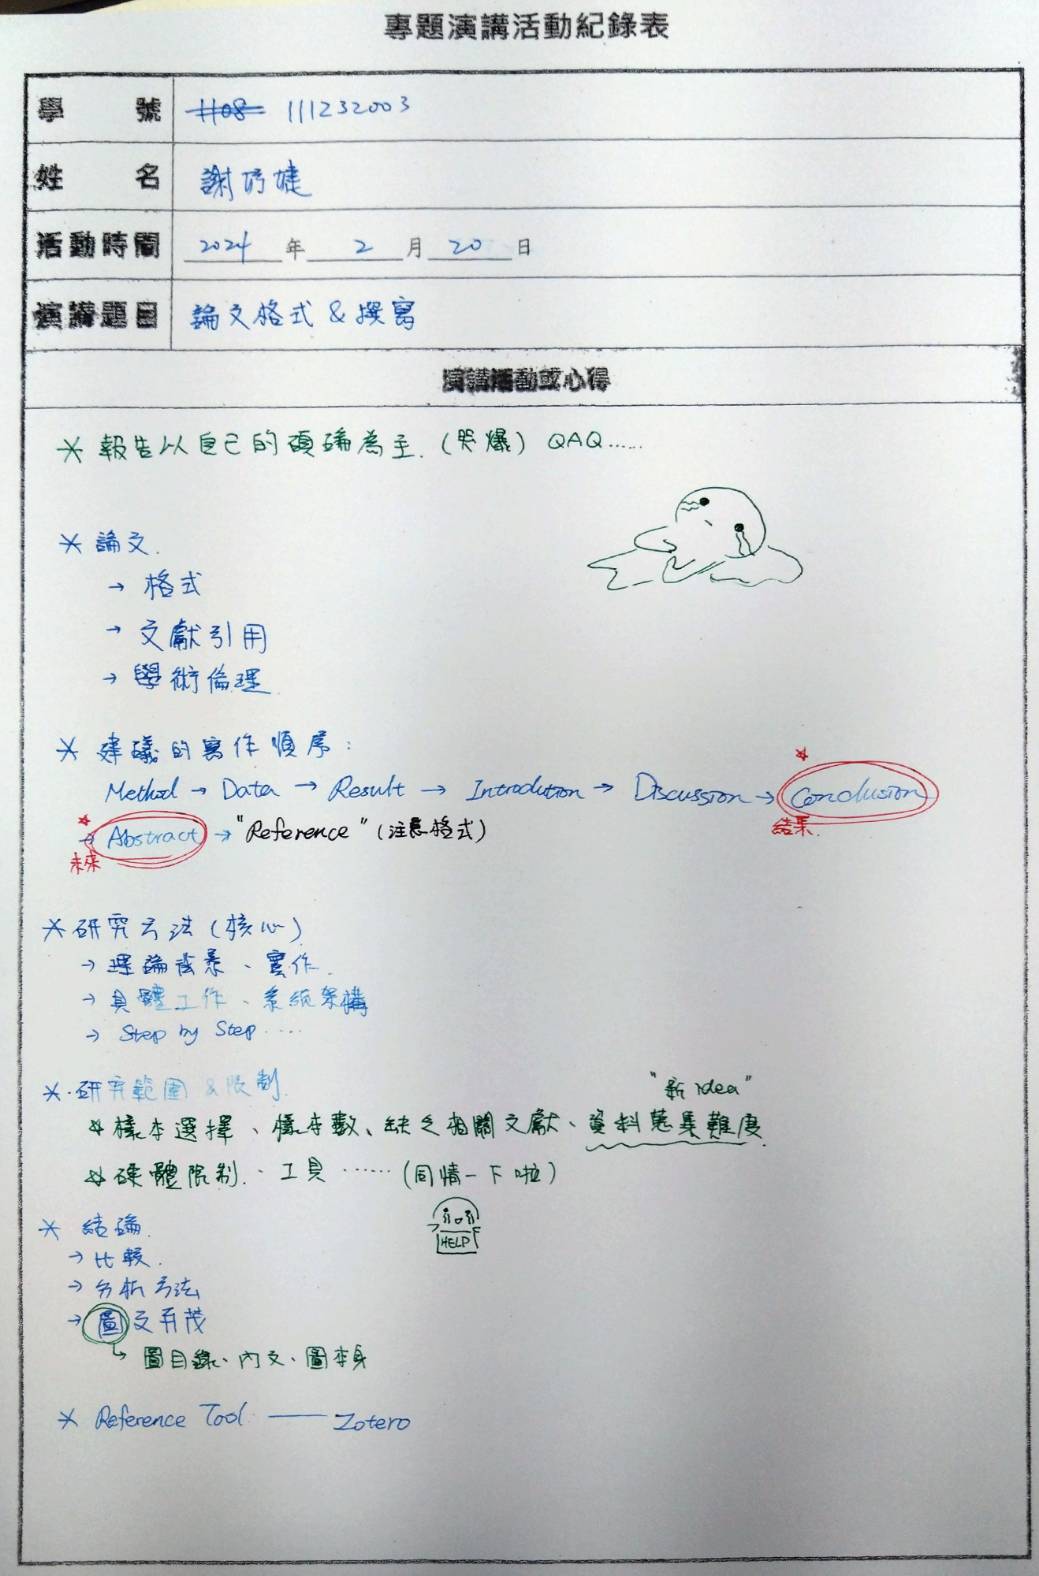 專題演講活動紀錄表
學 號 1108 111232003
姓 名 謝巧婕
活動時間 2024 年 2 月 20 日
演講題目 論文格式 & 撰寫
演講活動或心得
* 報告以自己的碩論為主. (哭爆) QAQ......
* 論文.
→ 格式
→ 文獻引用
→ 學術倫理.
* 建議的寫作順序:
Method → Data → Result → Introdution → Discussion → Conclusion
結果.
→ Abstract → "Reference" (注意格式)
未來
* 研究方法 (核心)
→ 理論背景、實作.
→ 具體工作、系統架構
→ Step by Step ....
* 研究範圍 & 限制.
"新 idea"
樣本選擇、樣本數、缺乏相關文獻、資料蒐集難度
硬體限制、工具 ...... (同情一下啦)
HELP
* 結論.
→ 比較.
→ 分析方法
→ 圖文並茂
↳ 圖目錄、內文、圖本身
* Reference Tool —— Zotero